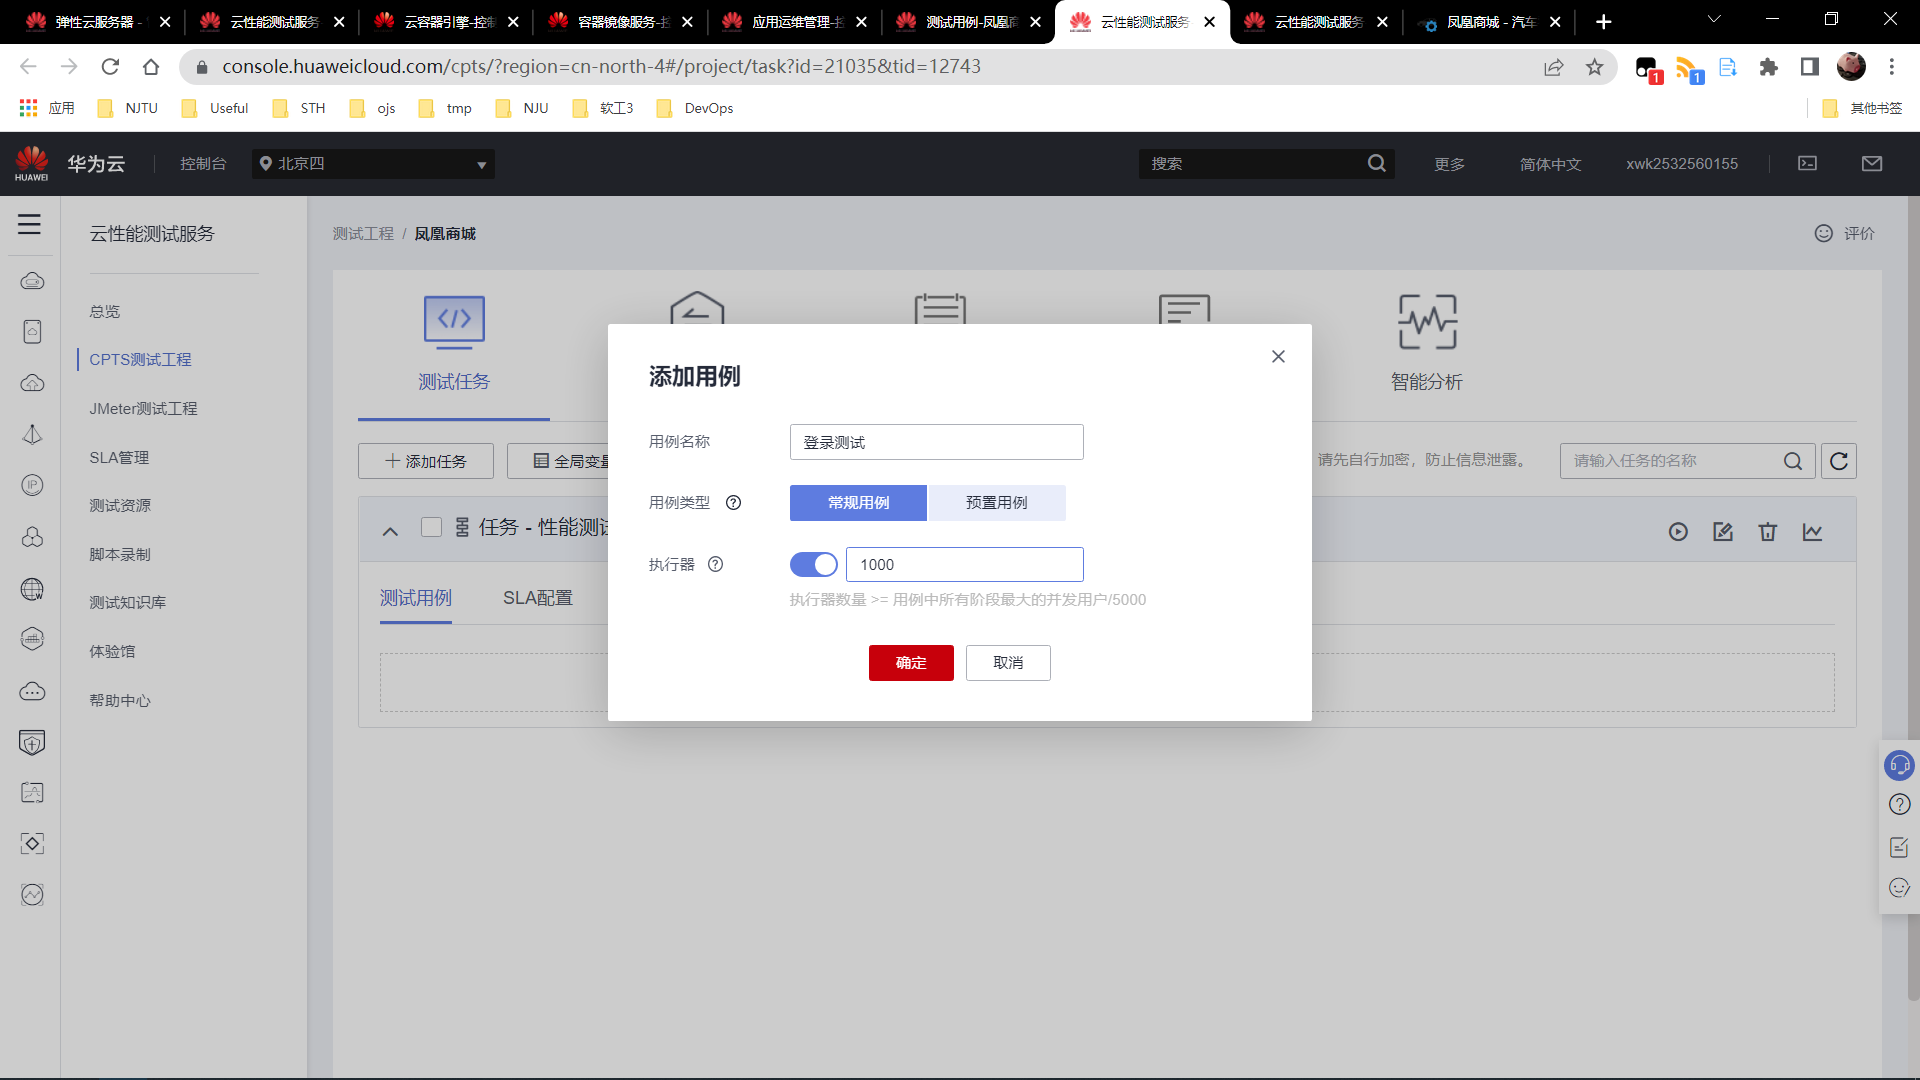 弹性云服务器 -
云性能测试服务
云容器引擎-控制
容器镜像服务-控
应用运维管理-控
测试用例-凤凰商
云性能测试服务
云性能测试服务
凤凰商城 - 汽车
console.huaweicloud.com/cpts/?region=cn-north-4#/project/task?id=21035&tid=12743
1
1
应用
NJTU
Useful
STH
ojs
tmp
NJU
软工3
DevOps
其他书签
HUAWEI
华为云
控制台
北京四
搜索
更多
简体中文
xwk2532560155
云性能测试服务
总览
CPTS测试工程
JMeter测试工程
SLA管理
测试资源
脚本录制
测试知识库
体验馆
帮助中心
测试工程 / 凤凰商城
评价
测试任务
智能分析
添加任务
全局变量
请先自行加密，防止信息泄露。
请输入任务的名称
任务 - 性能测试
测试用例
SLA配置
添加用例
用例名称
登录测试
用例类型
常规用例
预置用例
执行器
1000
执行器数量 >= 用例中所有阶段最大的并发用户/5000
确定
取消
IP